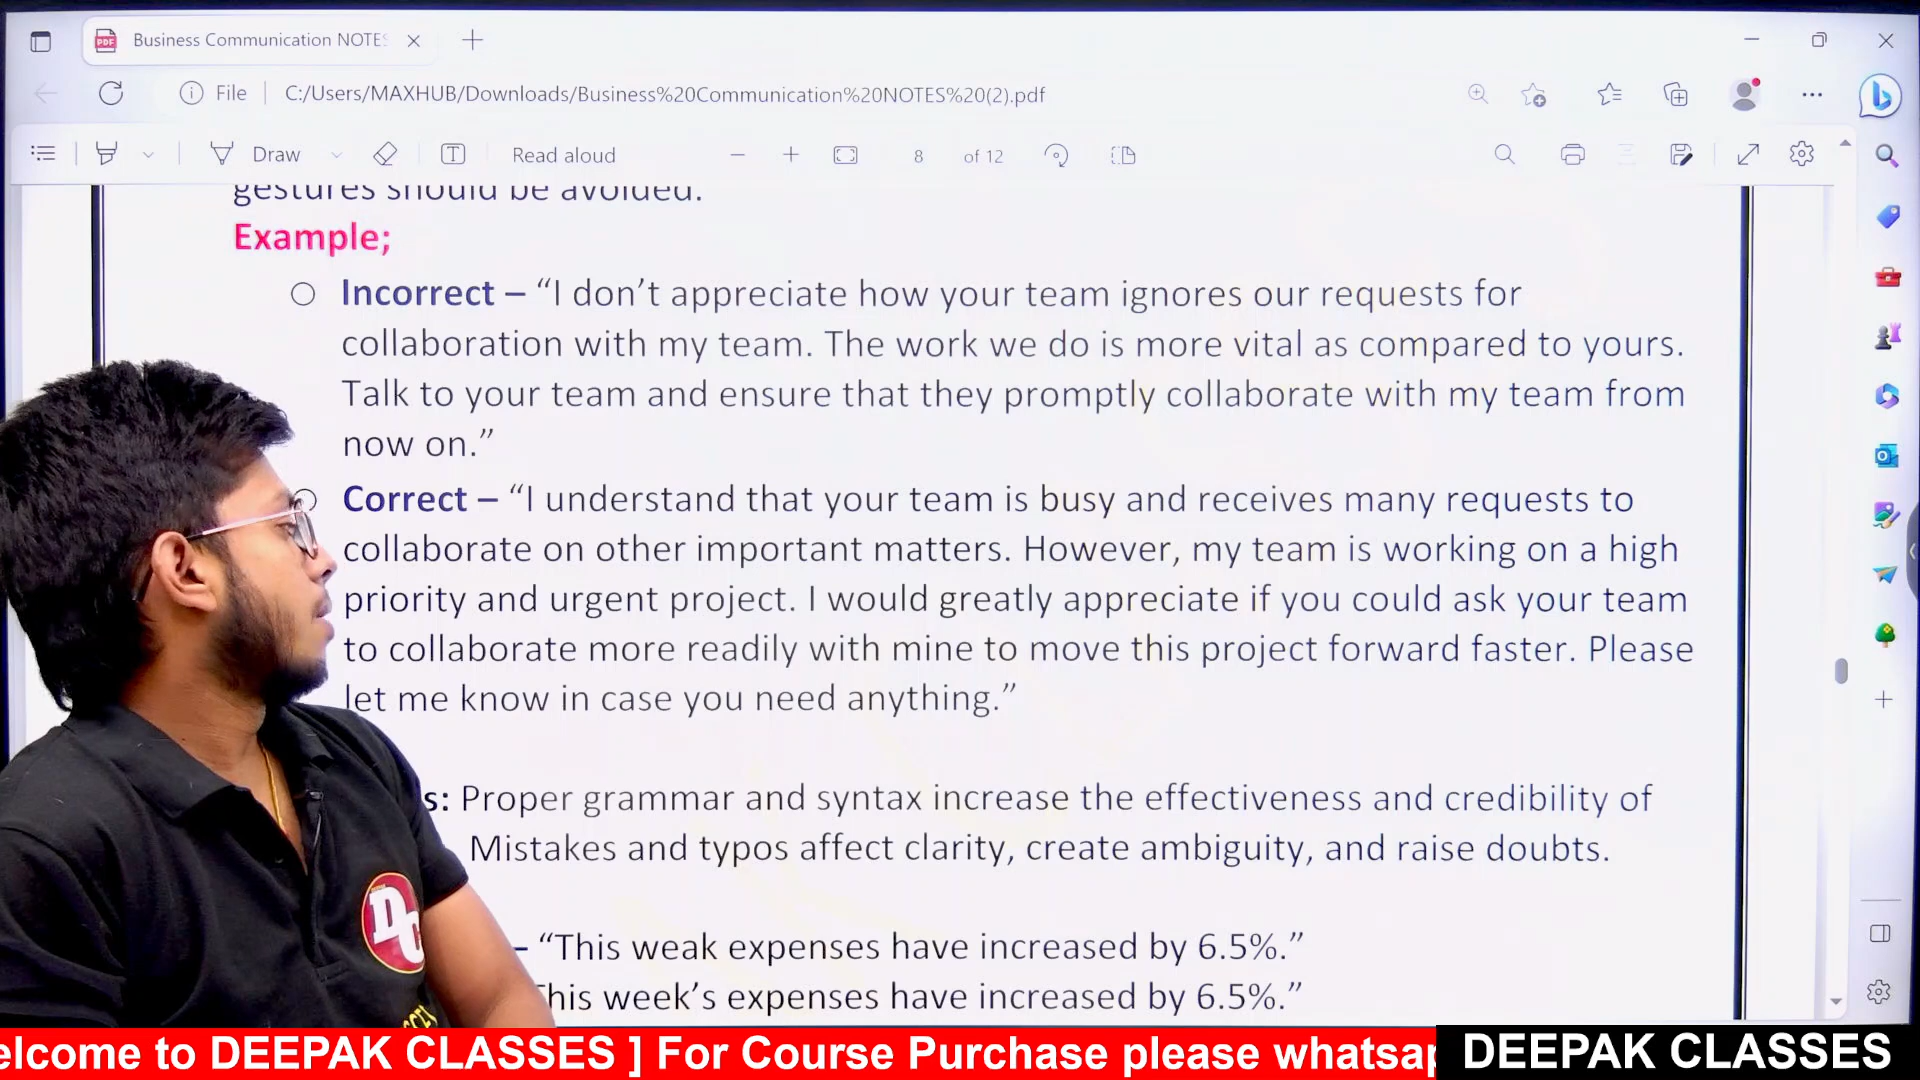 Business Communication NOTES
File
C:/Users/MAXHUB/Downloads/Business%20Communication%20NOTES%20(2).pdf
Draw
T
Read aloud
8 of 12
gestures should be avoided.
Example;
Incorrect – “I don’t appreciate how your team ignores our requests for
collaboration with my team. The work we do is more vital as compared to yours.
Talk to your team and ensure that they promptly collaborate with my team from
now on.”
Correct – “I understand that your team is busy and receives many requests to
collaborate on other important matters. However, my team is working on a high
priority and urgent project. I would greatly appreciate if you could ask your team
to collaborate more readily with mine to move this project forward faster. Please
let me know in case you need anything.”
s: Proper grammar and syntax increase the effectiveness and credibility of
Mistakes and typos affect clarity, create ambiguity, and raise doubts.
– “This weak expenses have increased by 6.5%.”
This week’s expenses have increased by 6.5%.”
DC
elcome to DEEPAK CLASSES ] For Course Purchase please whatsap
DEEPAK CLASSES